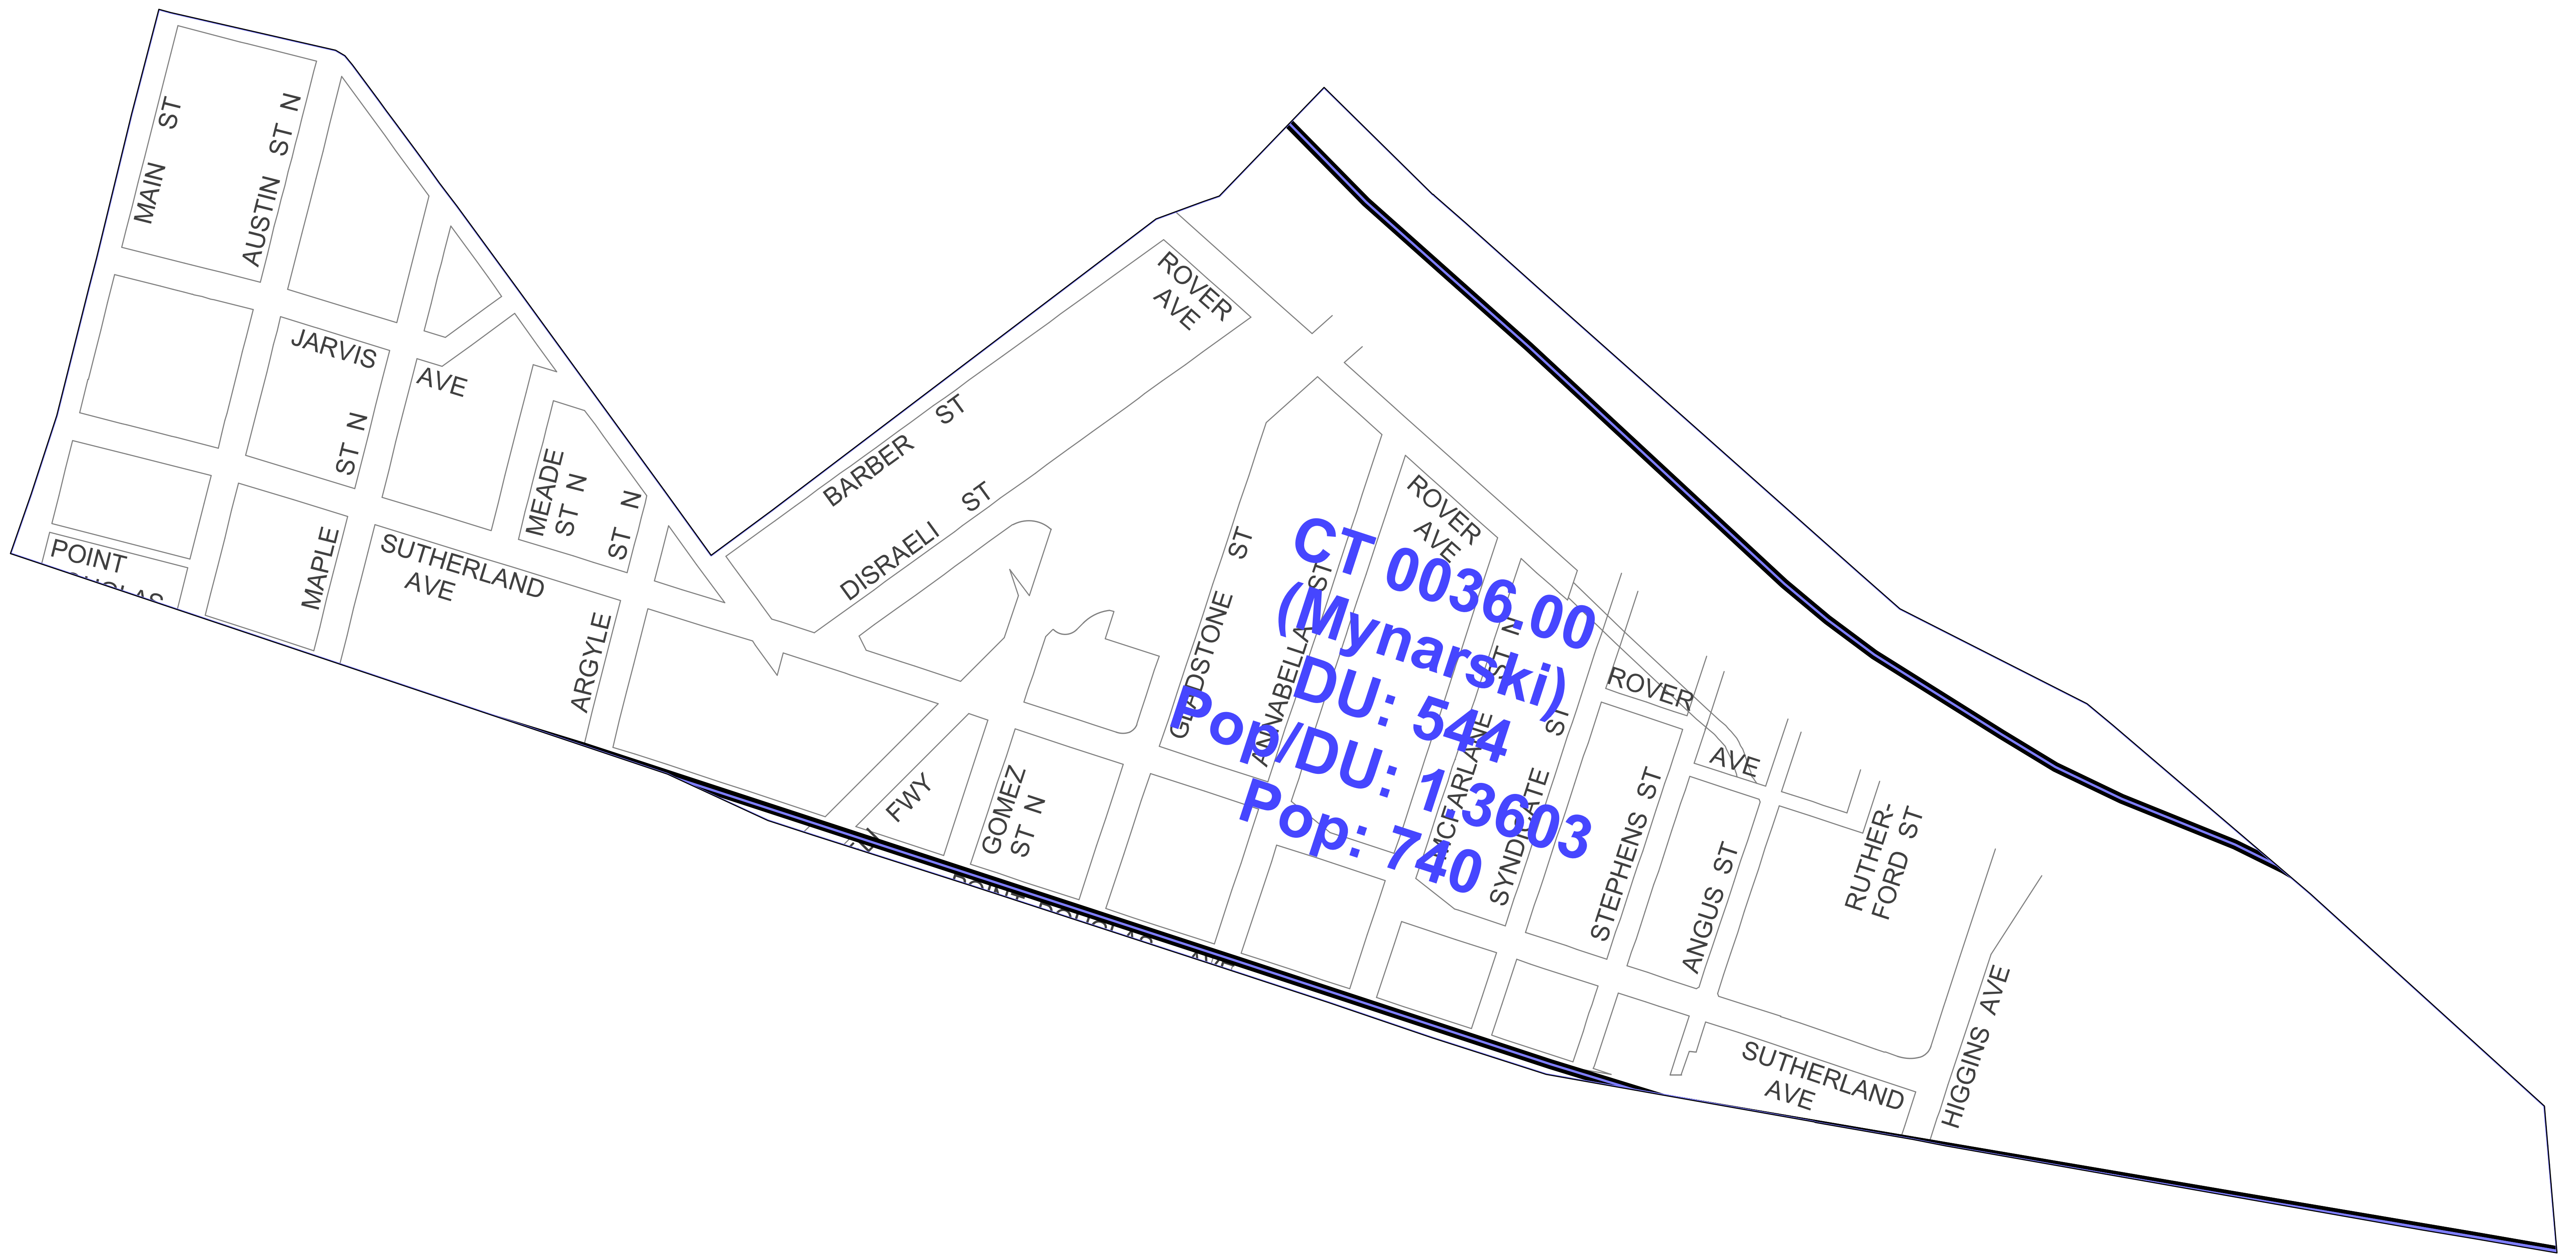 MAIN ST
AUSTIN ST N
JARVIS
AVE
ST N
MEADE
ST N
ST N
POINT
MAPLE
SUTHERLAND
AVE
ARGYLE
BARBER ST
DISRAELI ST
ROVER
AVE
FWY
GOMEZ
ST N
GLADSTONE ST
ANNABELLA ST
ROVER
AVE
CT 0036.00
(Mynarski)
DU: 544
Pop/DU: 1.3603
Pop: 740
MCFARLANE ST N
SYNDICATE ST
ROVER
AVE
STEPHENS ST
ANGUS ST
RUTHER-
FORD ST
HIGGINS AVE
SUTHERLAND
AVE